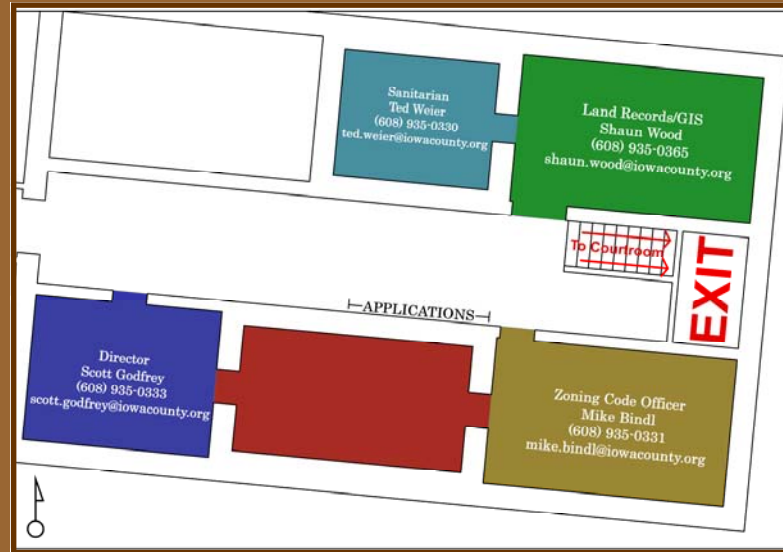 Sanitarian
Ted Weier
(608) 935-0330
ted.weier@iowacounty.org
Land Records/GIS
Shaun Wood
(608) 935-0365
shaun.wood@iowacounty.org
To Courtroom
EXIT
APPLICATIONS
Director
Scott Godfrey
(608) 935-0333
scott.godfrey@iowacounty.org
Zoning Code Officer
Mike Bindl
(608) 935-0331
mike.bindl@iowacounty.org